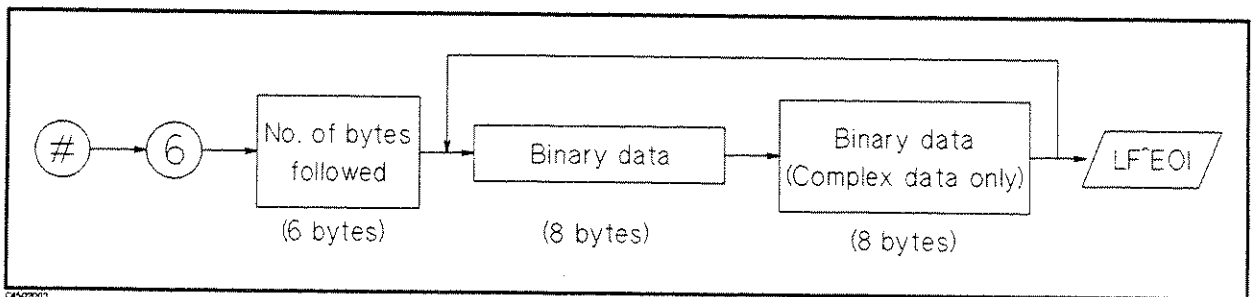 #
6
No. of bytes
followed
(6 bytes)
Binary data
(8 bytes)
Binary data
(Complex data only)
(8 bytes)
LF^EOI
C4502002